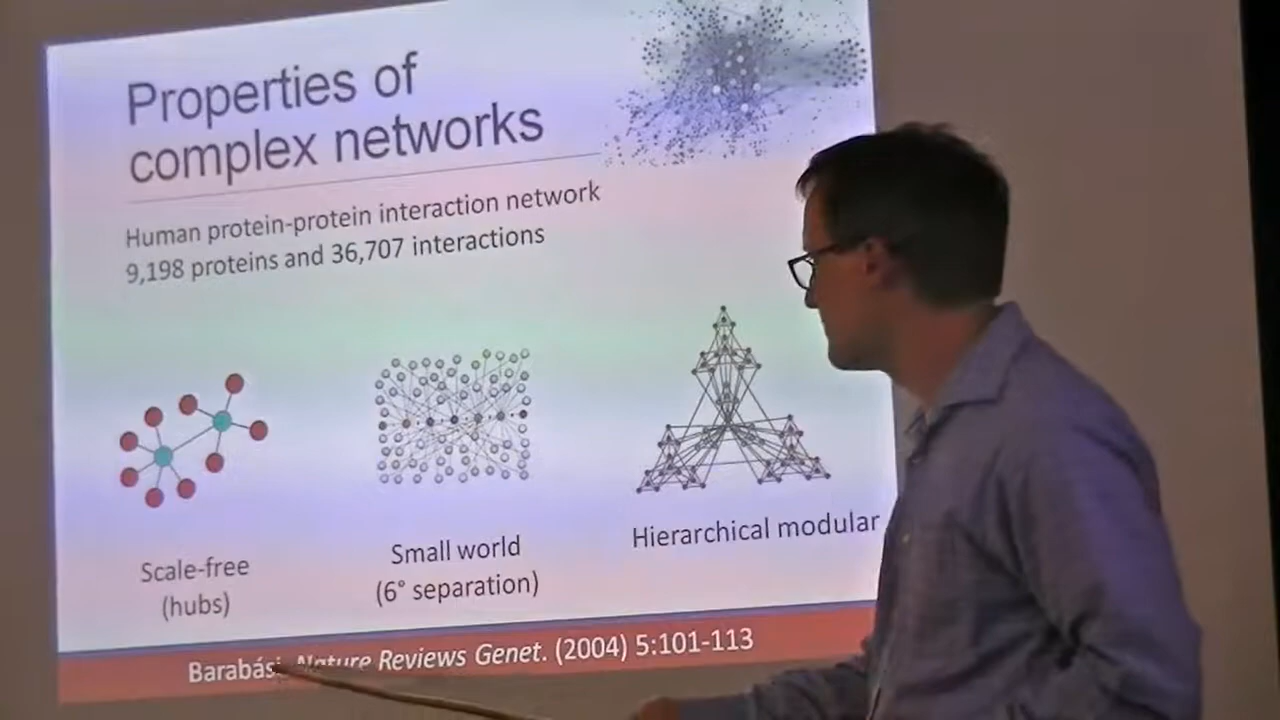 Properties of
complex networks
Human protein-protein interaction network
9,198 proteins and 36,707 interactions
Scale-free
(hubs)
Small world
(6° separation)
Hierarchical modular
Barabási, Nature Reviews Genet. (2004) 5:101-113